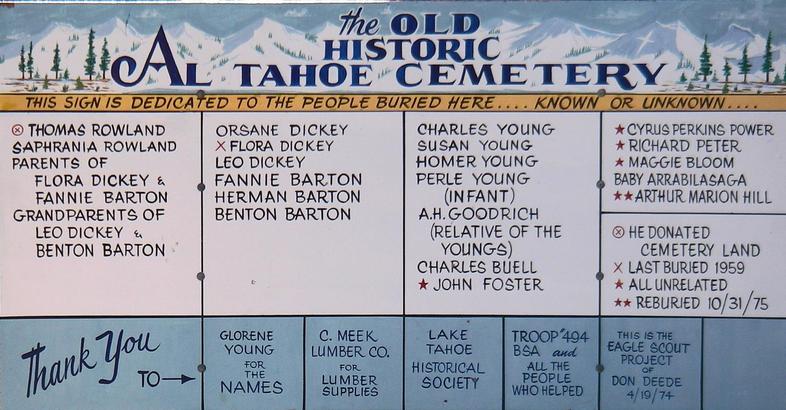 the OLD
HISTORIC
AL TAHOE CEMETERY
THIS SIGN IS DEDICATED TO THE PEOPLE BURIED HERE.... KNOWN OR UNKNOWN....
ⓧ THOMAS ROWLAND
SAPHRANIA ROWLAND
PARENTS OF
FLORA DICKEY &
FANNIE BARTON
GRANDPARENTS OF
LEO DICKEY &
BENTON BARTON
ORSANE DICKEY
X FLORA DICKEY
LEO DICKEY
FANNIE BARTON
HERMAN BARTON
BENTON BARTON
CHARLES YOUNG
SUSAN YOUNG
HOMER YOUNG
PERLE YOUNG
(INFANT)
A.H. GOODRICH
(RELATIVE OF THE
YOUNGS)
CHARLES BUELL
★ JOHN FOSTER
★ CYRUS PERKINS POWER
★ RICHARD PETER
★ MAGGIE BLOOM
BABY ARRABILASAGA
★★ ARTHUR MARION HILL
ⓧ HE DONATED
CEMETERY LAND
X LAST BURIED 1959
★ ALL UNRELATED
★★ REBURIED 10/31/75
Thank You
TO→
GLORENE
YOUNG
FOR
THE
NAMES
C. MEEK
LUMBER CO.
FOR
LUMBER
SUPPLIES
LAKE
TAHOE
HISTORICAL
SOCIETY
TROOP #494
BSA and
ALL THE
PEOPLE
WHO HELPED
THIS IS THE
EAGLE SCOUT
PROJECT
OF
DON DEEDE
4/19/74